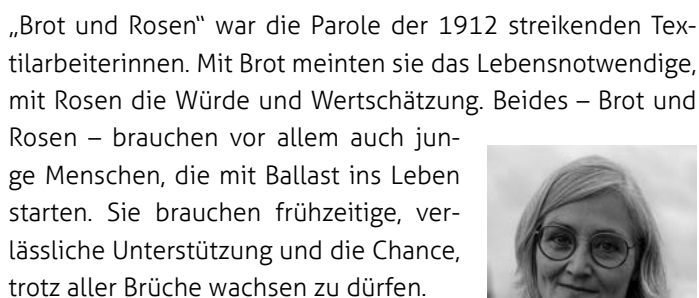 „Brot und Rosen“ war die Parole der 1912 streikenden Tex-
tilarbeiterinnen. Mit Brot meinten sie das Lebensnotwendige,
mit Rosen die Würde und Wertschätzung. Beides – Brot und
Rosen – brauchen vor allem auch jun-
ge Menschen, die mit Ballast ins Leben
starten. Sie brauchen frühzeitige, ver-
lässliche Unterstützung und die Chance,
trotz aller Brüche wachsen zu dürfen.